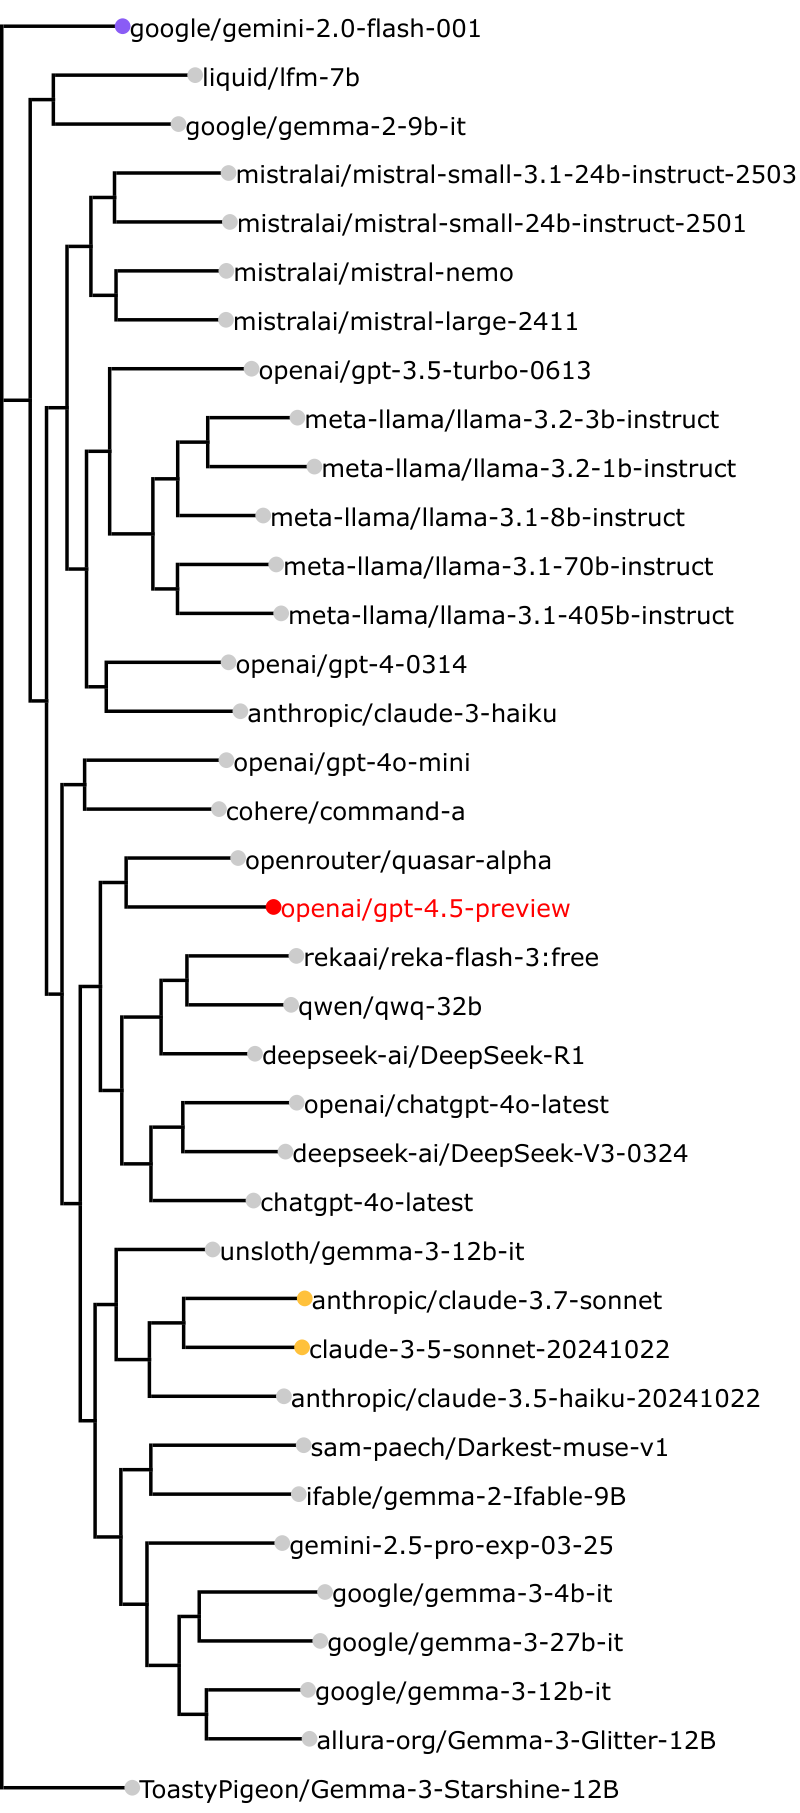 google/gemini-2.0-flash-001
liquid/lfm-7b
google/gemma-2-9b-it
mistralai/mistral-small-3.1-24b-instruct-2503
mistralai/mistral-small-24b-instruct-2501
mistralai/mistral-nemo
mistralai/mistral-large-2411
openai/gpt-3.5-turbo-0613
meta-llama/llama-3.2-3b-instruct
meta-llama/llama-3.2-1b-instruct
meta-llama/llama-3.1-8b-instruct
meta-llama/llama-3.1-70b-instruct
meta-llama/llama-3.1-405b-instruct
openai/gpt-4-0314
anthropic/claude-3-haiku
openai/gpt-4o-mini
cohere/command-a
openrouter/quasar-alpha
openai/gpt-4.5-preview
rekaai/reka-flash-3:free
qwen/qwq-32b
deepseek-ai/DeepSeek-R1
openai/chatgpt-4o-latest
deepseek-ai/DeepSeek-V3-0324
chatgpt-4o-latest
unsloth/gemma-3-12b-it
anthropic/claude-3.7-sonnet
claude-3-5-sonnet-20241022
anthropic/claude-3.5-haiku-20241022
sam-paech/Darkest-muse-v1
ifable/gemma-2-Ifable-9B
gemini-2.5-pro-exp-03-25
google/gemma-3-4b-it
google/gemma-3-27b-it
google/gemma-3-12b-it
allura-org/Gemma-3-Glitter-12B
ToastyPigeon/Gemma-3-Starshine-12B